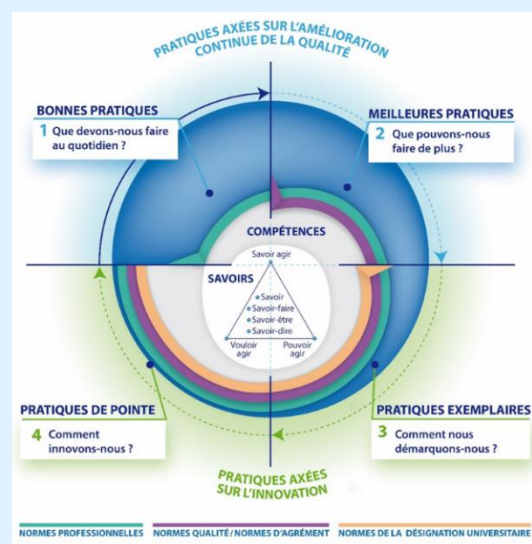 PRATIQUES AXÉES SUR L'AMÉLIORATION
CONTINUE DE LA QUALITÉ
BONNES PRATIQUES
1 Que devons-nous faire
au quotidien ?
MEILLEURES PRATIQUES
2 Que pouvons-nous
faire de plus ?
COMPÉTENCES
Savoir agir
SAVOIRS
Savoir
Savoir-faire
Savoir-être
Savoir-dire
Vouloir
agir
Pouvoir
agir
PRATIQUES DE POINTE
4 Comment
innovons-nous ?
PRATIQUES EXEMPLAIRES
3 Comment nous
démarquons-nous ?
PRATIQUES AXÉES
SUR L'INNOVATION
NORMES PROFESSIONNELLES
NORMES QUALITÉ/NORMES D'AGRÉMENT
NORMES DE LA DÉSIGNATION UNIVERSITAIRE